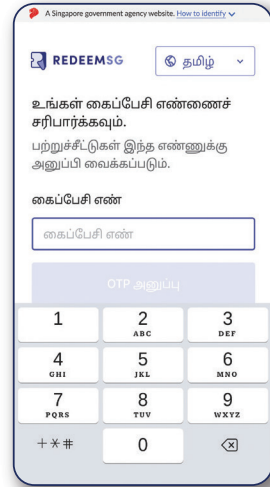 A Singapore government agency website. How to identify
REDEEMSG
தமிழ்
உங்கள் கைப்பேசி எண்ணைச்
சரிபார்க்கவும்.
பற்றுச்சீட்டுகள் இந்த எண்ணுக்கு
அனுப்பி வைக்கப்படும்.
கைப்பேசி எண்
கைப்பேசி எண்
OTP அனுப்பு
1 2 3
ABC DEF
4 5 6
GHI JKL MNO
7 8 9
PQRS TUV WXYZ
+*# 0